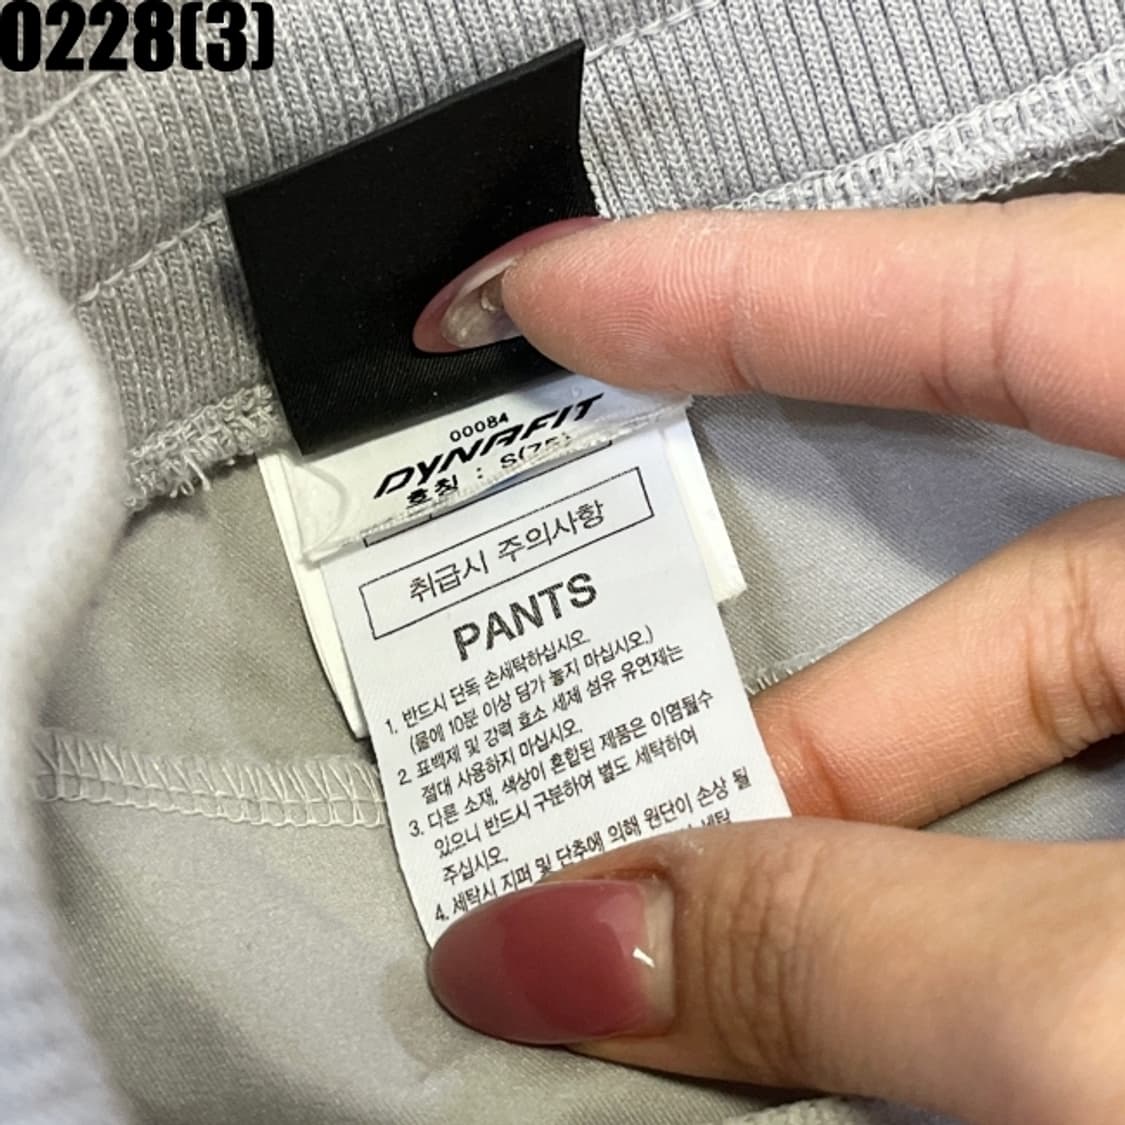 0228(3)
00084
DYNAFIT
호칭 : S(75)
취급시 주의사항
PANTS
1. 반드시 단독 손세탁하십시오.
(물에 10분 이상 담가 놓지 마십시오.)
2. 표백제 및 강력 효소 세제 섬유 유연제는
절대 사용하지 마십시오.
3. 다른 소재, 색상이 혼합된 제품은 이염될수
있으니 반드시 구분하여 별도 세탁하여
주십시오.
4. 세탁시 지퍼 및 단추에 의해 원단이 손상 될
세탁